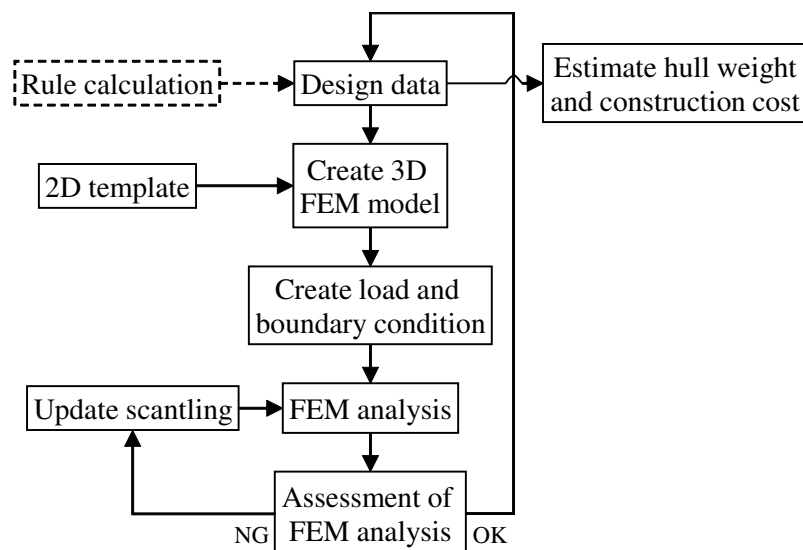 Rule calculation
Design data
Estimate hull weight
and construction cost
2D template
Create 3D
FEM model
Create load and
boundary condition
Update scantling
FEM analysis
Assessment of
FEM analysis
NG
OK